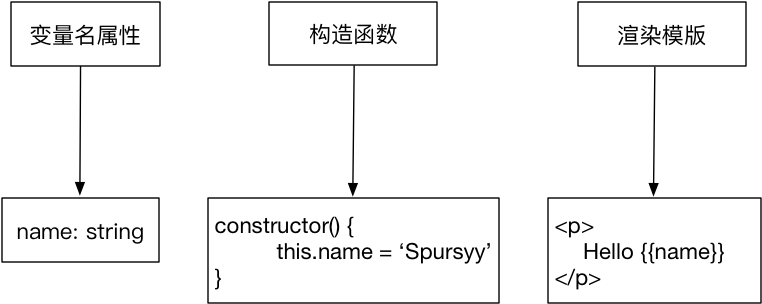 变量名属性
构造函数
渲染模版
name: string
constructor() {
this.name = ‘Spursyy’
}
<p>
Hello {{name}}
</p>